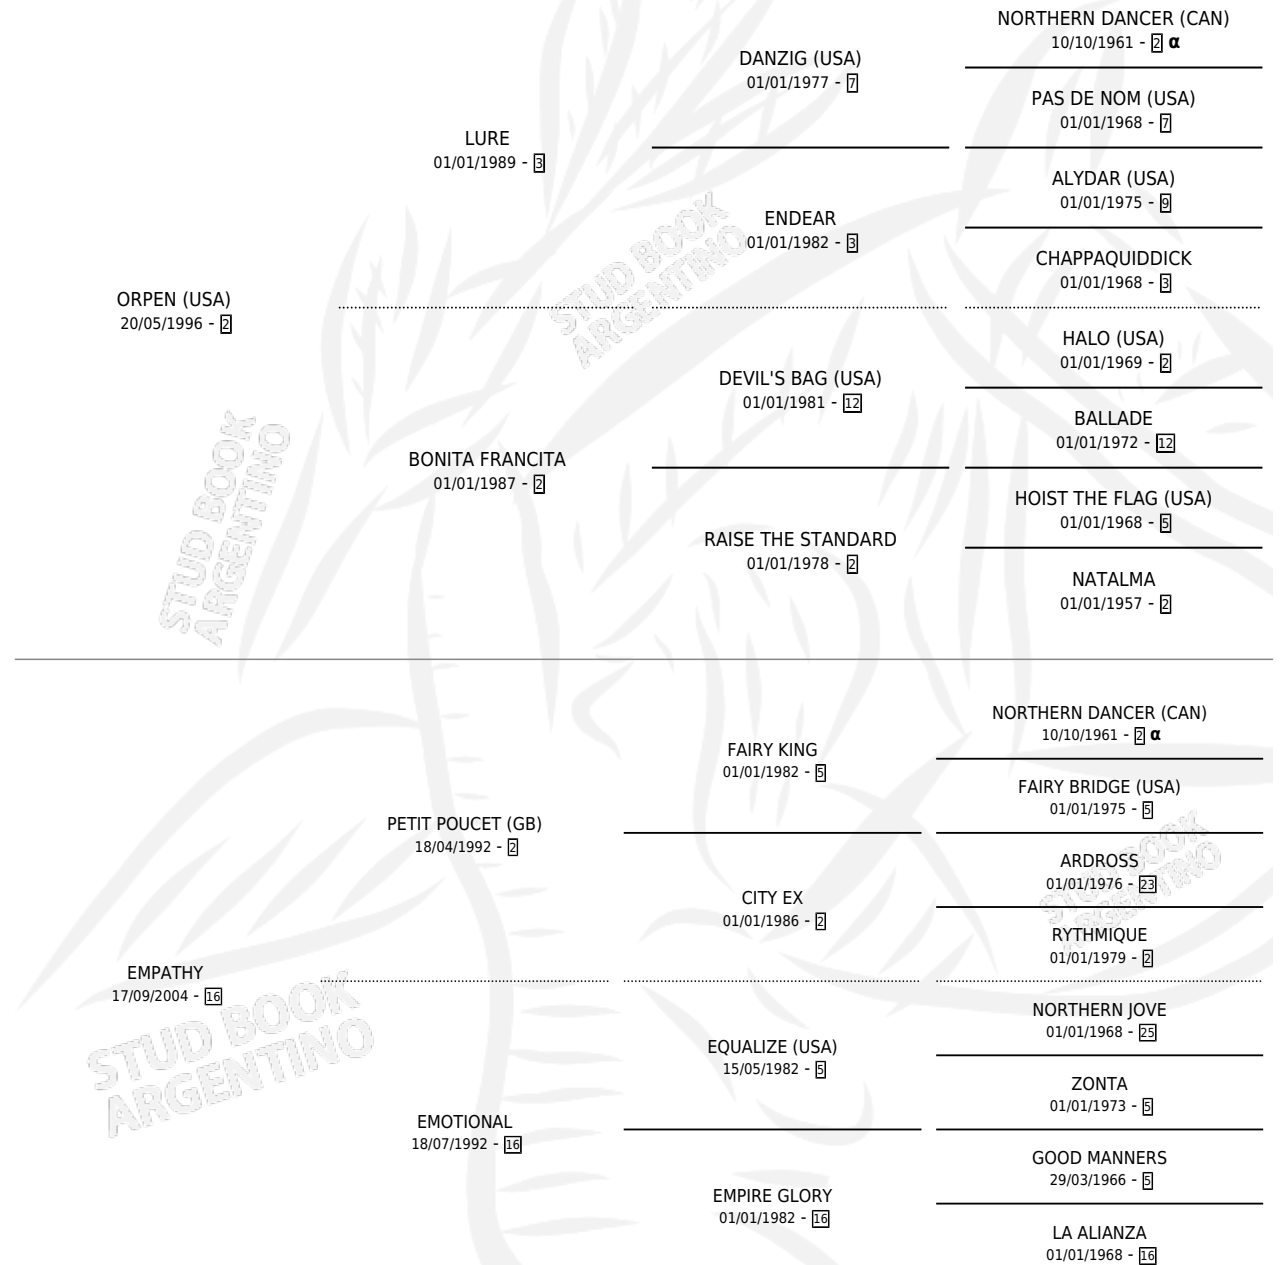 NORTHERN DANCER (CAN)
10/10/1961 - 2 α
DANZIG (USA)
01/01/1977 - 7
PAS DE NOM (USA)
01/01/1968 - 7
LURE
01/01/1989 - 3
ALYDAR (USA)
01/01/1975 - 9
ENDEAR
01/01/1982 - 3
CHAPPAQUIDDICK
01/01/1968 - 3
STUD BOOK
ARGENTINO
ORPEN (USA)
20/05/1996 - 2
HALO (USA)
01/01/1969 - 2
DEVIL'S BAG (USA)
01/01/1981 - 12
BALLADE
01/01/1972 - 12
BONITA FRANCITA
01/01/1987 - 2
HOIST THE FLAG (USA)
01/01/1968 - 5
RAISE THE STANDARD
01/01/1978 - 2
NATALMA
01/01/1957 - 2
STUD BOOK
ARGENTINO
NORTHERN DANCER (CAN)
10/10/1961 - 2 α
FAIRY KING
01/01/1982 - 5
FAIRY BRIDGE (USA)
01/01/1975 - 5
PETIT POUCET (GB)
18/04/1992 - 2
ARDROSS
01/01/1976 - 23
CITY EX
01/01/1986 - 2
RYTHMIQUE
01/01/1979 - 2
STUD BOOK
ARGENTINO
EMPATHY
17/09/2004 - 16
NORTHERN JOVE
01/01/1968 - 25
EQUALIZE (USA)
15/05/1982 - 5
ZONTA
01/01/1973 - 5
STUD BOOK
ARGENTINO
EMOTIONAL
18/07/1992 - 16
GOOD MANNERS
29/03/1966 - 5
EMPIRE GLORY
01/01/1982 - 16
LA ALIANZA
01/01/1968 - 16